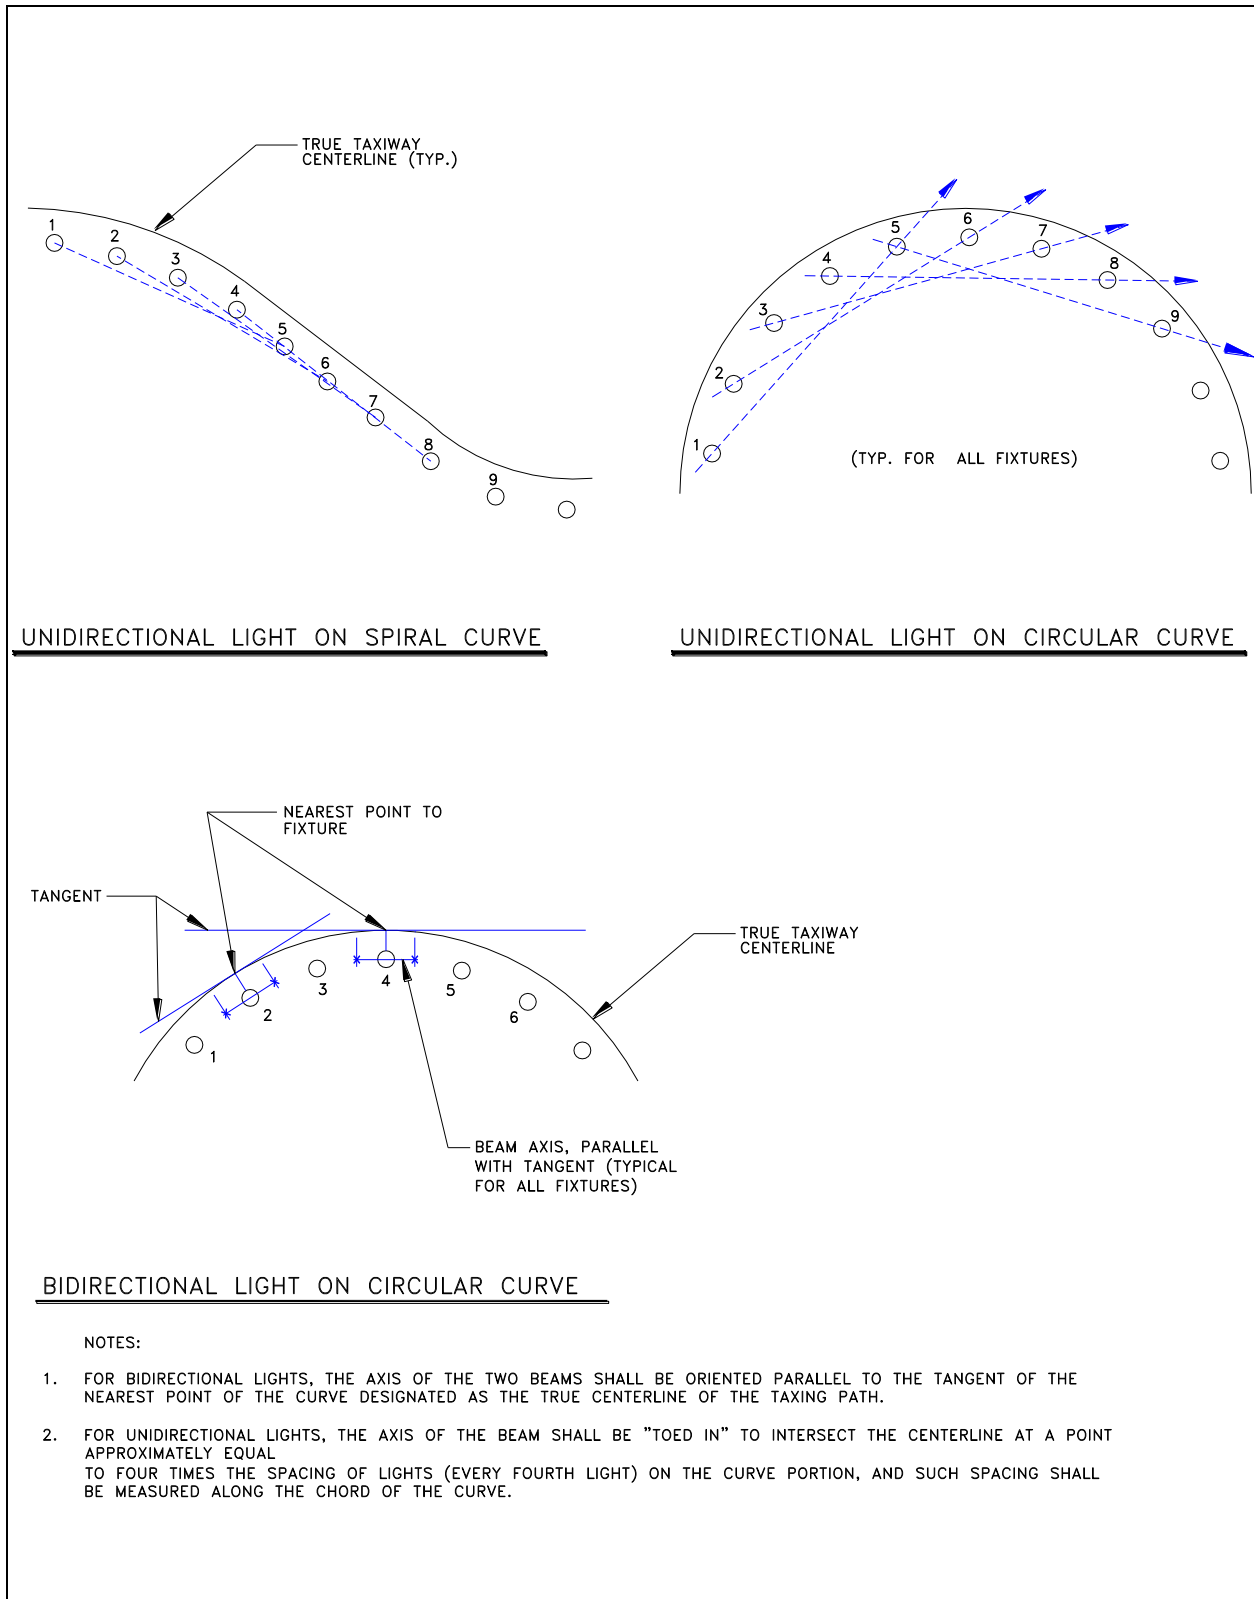 TRUE TAXIWAY
CENTERLINE (TYP.)
1
2
3
4
5
6
7
8
9
1
2
3
4
5
6
7
8
9
(TYP. FOR ALL FIXTURES)
UNIDIRECTIONAL LIGHT ON SPIRAL CURVE
UNIDIRECTIONAL LIGHT ON CIRCULAR CURVE
NEAREST POINT TO
FIXTURE
TANGENT
TRUE TAXIWAY
CENTERLINE
1
2
3
4
5
6
BEAM AXIS, PARALLEL
WITH TANGENT (TYPICAL
FOR ALL FIXTURES)
BIDIRECTIONAL LIGHT ON CIRCULAR CURVE
NOTES:
1. FOR BIDIRECTIONAL LIGHTS, THE AXIS OF THE TWO BEAMS SHALL BE ORIENTED PARALLEL TO THE TANGENT OF THE
NEAREST POINT OF THE CURVE DESIGNATED AS THE TRUE CENTERLINE OF THE TAXING PATH.
2. FOR UNIDIRECTIONAL LIGHTS, THE AXIS OF THE BEAM SHALL BE "TOED IN" TO INTERSECT THE CENTERLINE AT A POINT
APPROXIMATELY EQUAL
TO FOUR TIMES THE SPACING OF LIGHTS (EVERY FOURTH LIGHT) ON THE CURVE PORTION, AND SUCH SPACING SHALL
BE MEASURED ALONG THE CHORD OF THE CURVE.